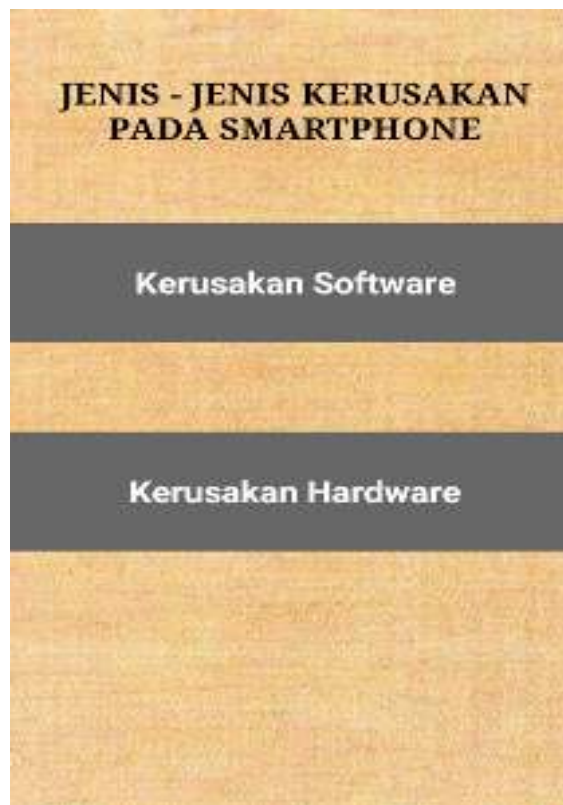 JENIS - JENIS KERUSAKAN
PADA SMARTPHONE
Kerusakan Software
Kerusakan Hardware